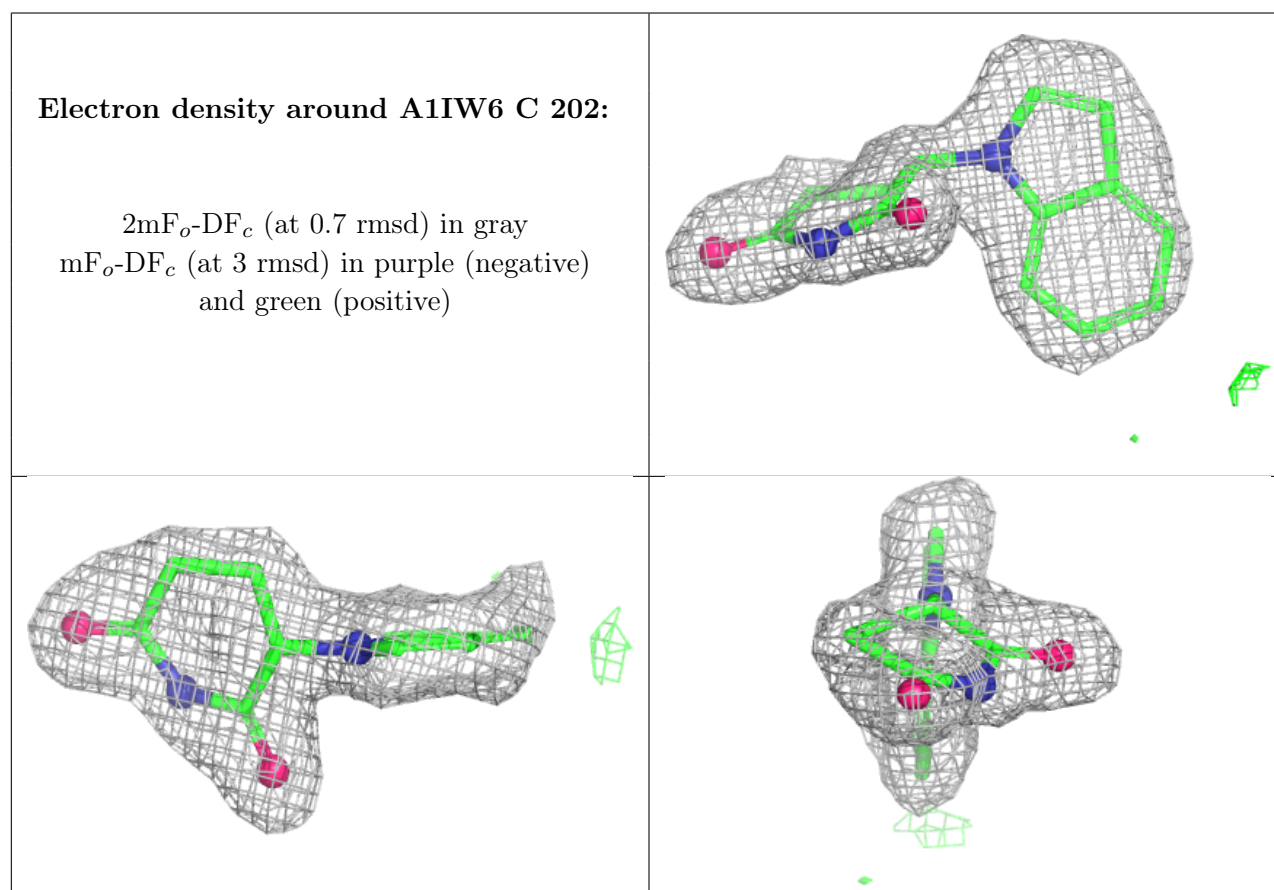 Electron density around A1IW6 C 202:
2mFo-DFc (at 0.7 rmsd) in gray
mFo-DFc (at 3 rmsd) in purple (negative)
and green (positive)